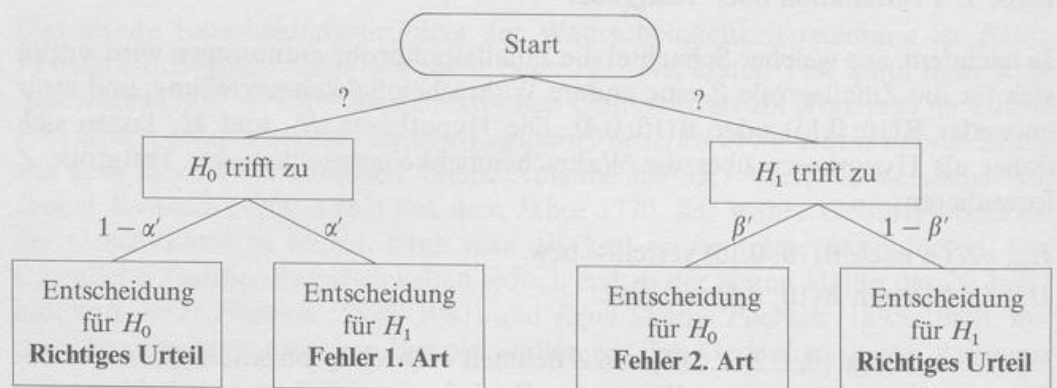 Start
?
?
H₀ trifft zu
H₁ trifft zu
1 − α′
α′
β′
1 − β′
Entscheidung
für H₀
Richtiges Urteil
Entscheidung
für H₁
Fehler 1. Art
Entscheidung
für H₀
Fehler 2. Art
Entscheidung
für H₁
Richtiges Urteil